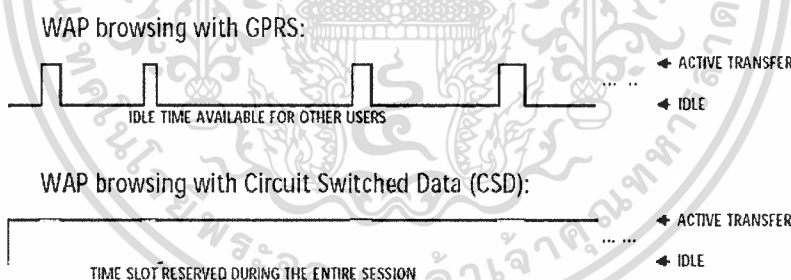 WAP browsing with GPRS:
ACTIVE TRANSFER
... ..
IDLE
IDLE TIME AVAILABLE FOR OTHER USERS
WAP browsing with Circuit Switched Data (CSD):
ACTIVE TRANSFER
... ...
IDLE
TIME SLOT RESERVED DURING THE ENTIRE SESSION